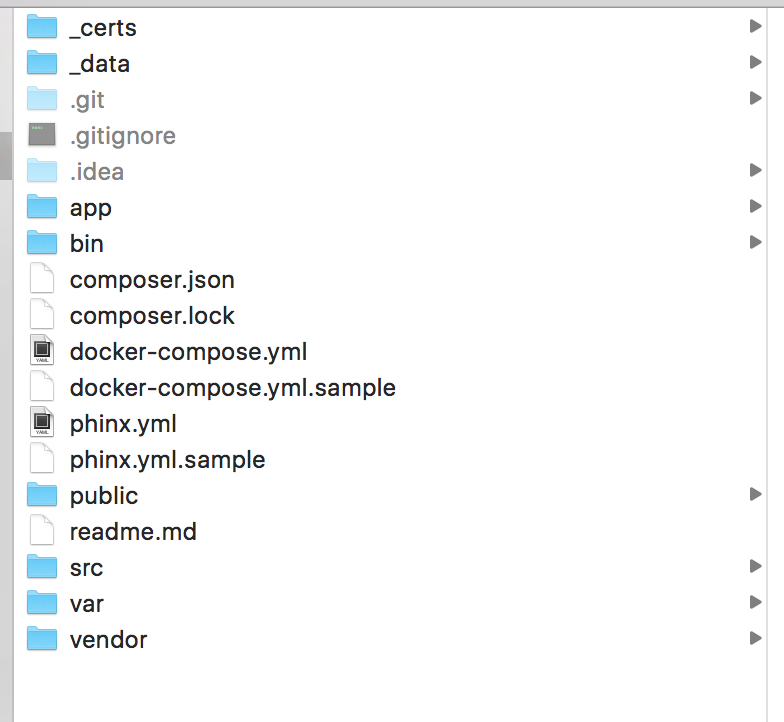 _certs
_data
.git
.gitignore
.idea
app
bin
composer.json
composer.lock
docker-compose.yml
docker-compose.yml.sample
phinx.yml
phinx.yml.sample
public
readme.md
src
var
vendor